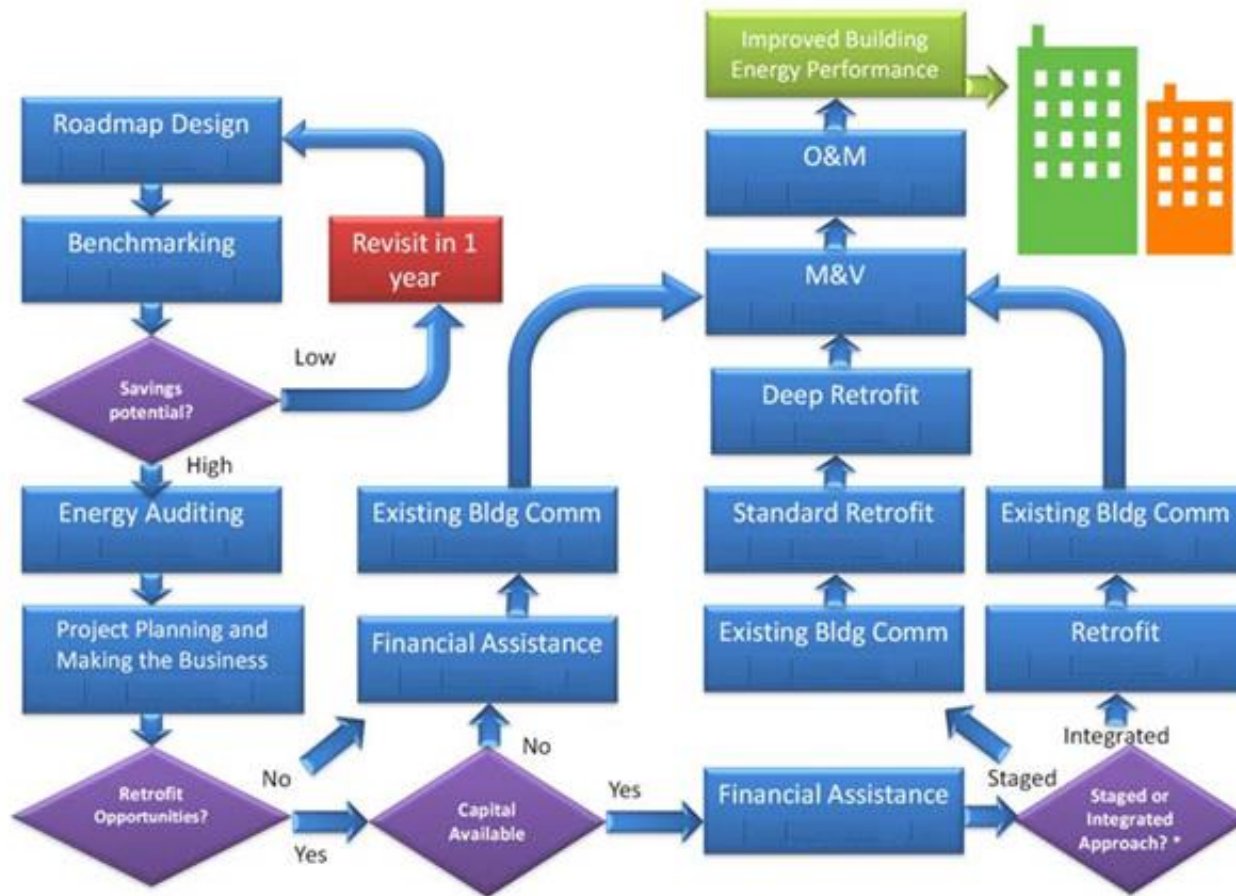 Roadmap Design
Benchmarking
Savings
potential?
Low
Revisit in 1
year
High
Energy Auditing
Project Planning and
Making the Business
Retrofit
Opportunities?
No
Yes
Capital
Available
No
Yes
Financial Assistance
Existing Bldg Comm
Financial Assistance
Staged or
Integrated
Approach? *
Staged
Integrated
Existing Bldg Comm
Standard Retrofit
Deep Retrofit
Retrofit
Existing Bldg Comm
M&V
O&M
Improved Building
Energy Performance